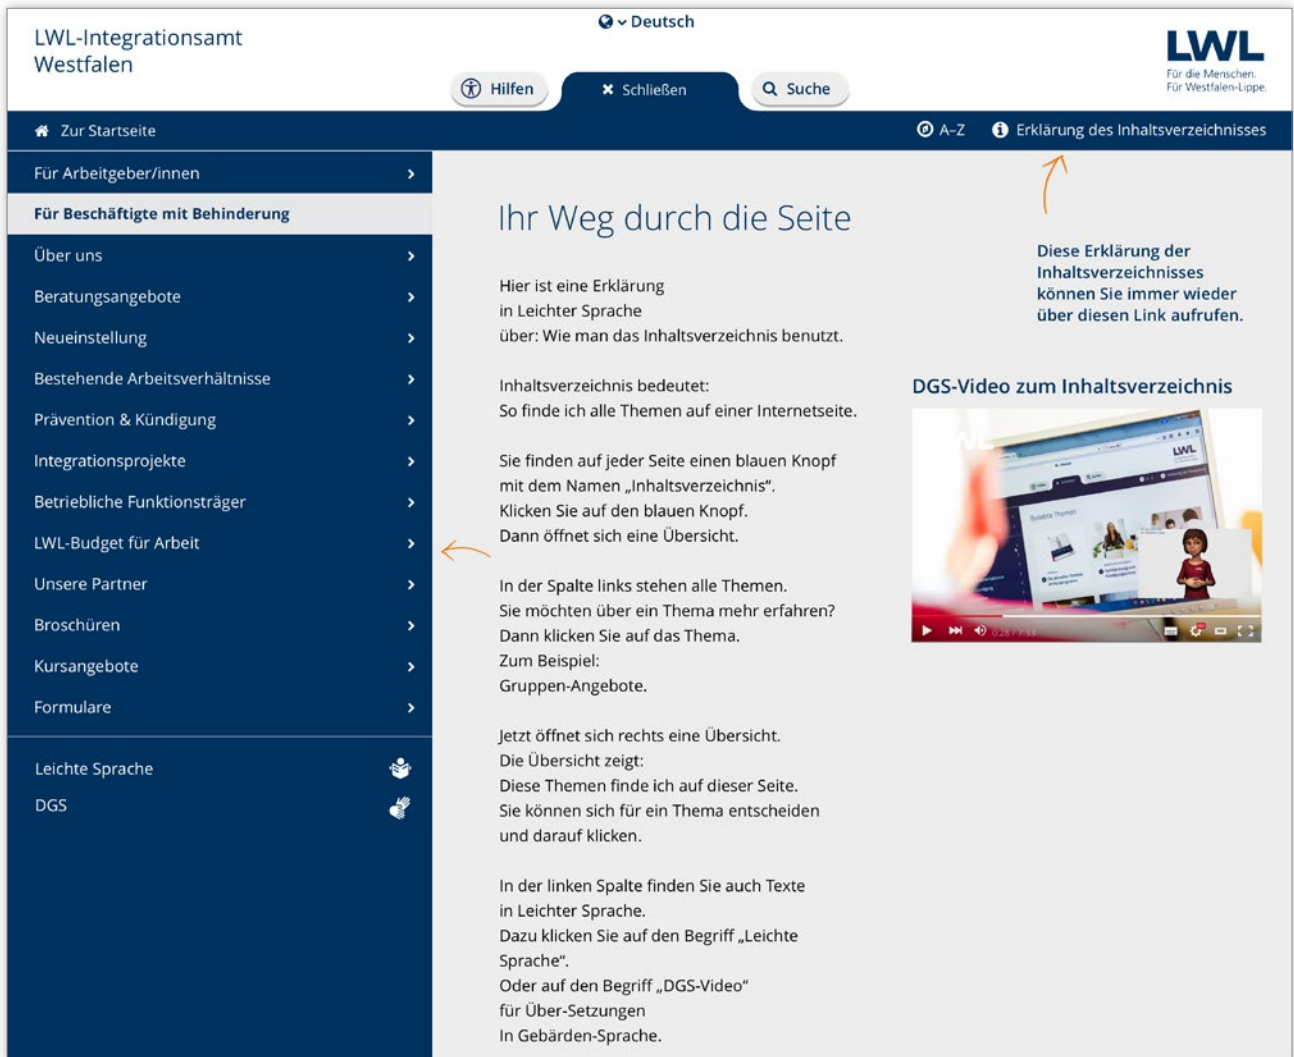 LWL-Integrationsamt
Westfalen
Deutsch
Hilfen
Schließen
Suche
LWL
Für die Menschen.
Für Westfalen-Lippe.
Zur Startseite
A–Z
Erklärung des Inhaltsverzeichnisses
Für Arbeitgeber/innen
Für Beschäftigte mit Behinderung
Über uns
Beratungsangebote
Neueinstellung
Bestehende Arbeitsverhältnisse
Prävention & Kündigung
Integrationsprojekte
Betriebliche Funktionsträger
LWL-Budget für Arbeit
Unsere Partner
Broschüren
Kursangebote
Formulare
Leichte Sprache
DGS
Ihr Weg durch die Seite
Hier ist eine Erklärung
in Leichter Sprache
über: Wie man das Inhaltsverzeichnis benutzt.
Inhaltsverzeichnis bedeutet:
So finde ich alle Themen auf einer Internetseite.
Sie finden auf jeder Seite einen blauen Knopf
mit dem Namen „Inhaltsverzeichnis“.
Klicken Sie auf den blauen Knopf.
Dann öffnet sich eine Übersicht.
In der Spalte links stehen alle Themen.
Sie möchten über ein Thema mehr erfahren?
Dann klicken Sie auf das Thema.
Zum Beispiel:
Gruppen-Angebote.
Jetzt öffnet sich rechts eine Übersicht.
Die Übersicht zeigt:
Diese Themen finde ich auf dieser Seite.
Sie können sich für ein Thema entscheiden
und darauf klicken.
In der linken Spalte finden Sie auch Texte
in Leichter Sprache.
Dazu klicken Sie auf den Begriff „Leichte
Sprache“.
Oder auf den Begriff „DGS-Video“
für Über-Setzungen
In Gebärden-Sprache.
Diese Erklärung der
Inhaltsverzeichnisses
können Sie immer wieder
über diesen Link aufrufen.
DGS-Video zum Inhaltsverzeichnis
LWL
Beliebte Themen
0:28 / 7:53